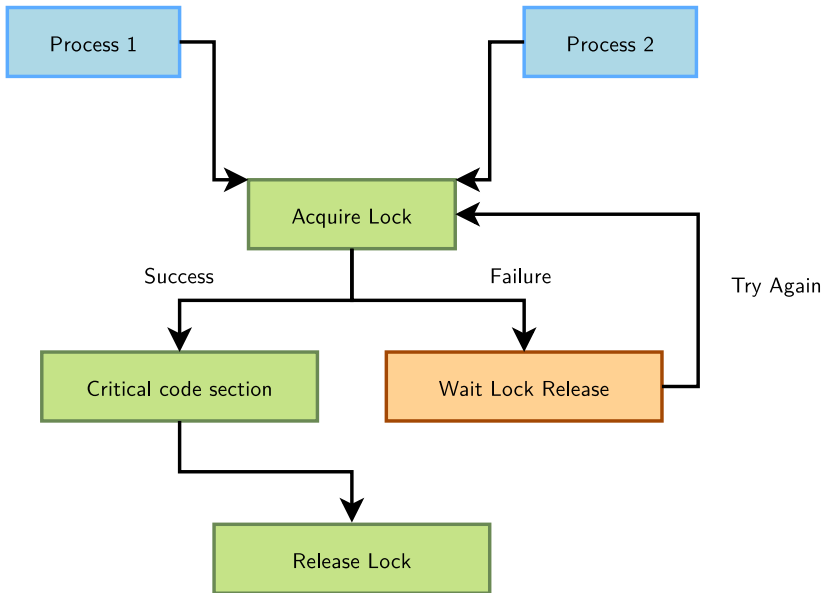 Process 1
Process 2
Acquire Lock
Success
Failure
Try Again
Critical code section
Wait Lock Release
Release Lock